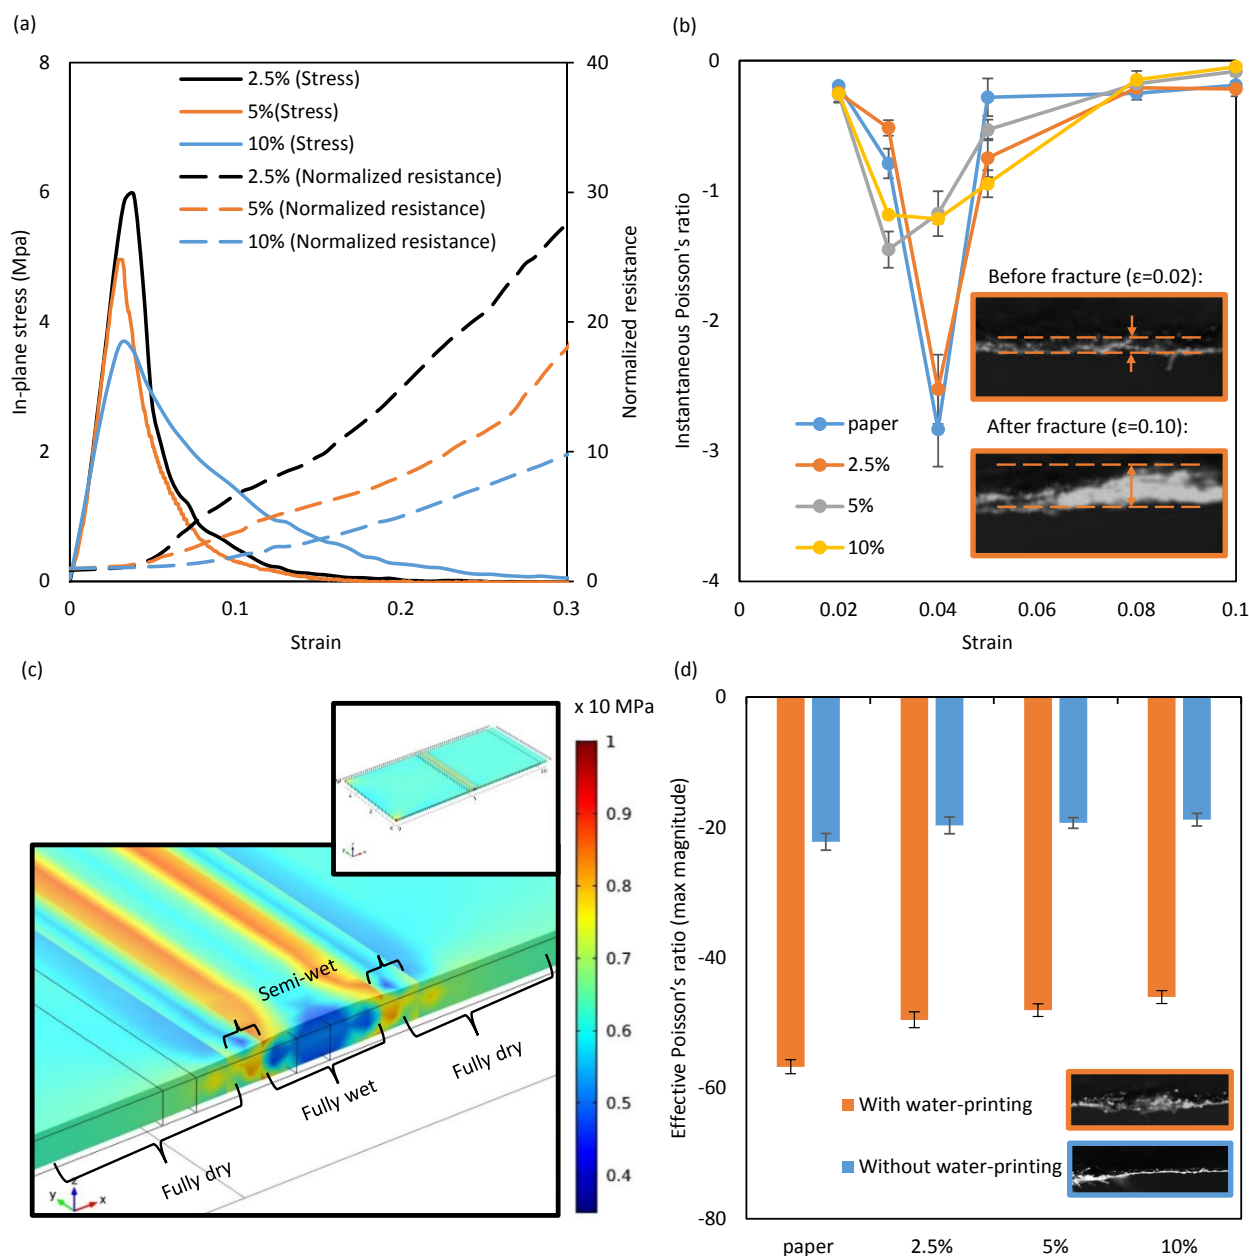 (a)
8
6
4
2
0
In-plane stress (Mpa)
2.5% (Stress)
5%(Stress)
10% (Stress)
2.5% (Normalized resistance)
5% (Normalized resistance)
10% (Normalized resistance)
40
30
20
10
0
Normalized resistance
0
0.1
0.2
0.3
Strain
(b)
0
-1
-2
-3
-4
Instantaneous Poisson's ratio
Before fracture (ε=0.02):
After fracture (ε=0.10):
paper
2.5%
5%
10%
0
0.02
0.04
0.06
0.08
0.1
Strain
(c)
x 10 MPa
1
0.9
0.8
0.7
0.6
0.5
0.4
Semi-wet
Fully dry
Fully wet
Fully dry
z
y
x
(d)
0
-20
-40
-60
-80
Effective Poisson's ratio (max magnitude)
With water-printing
Without water-printing
paper
2.5%
5%
10%